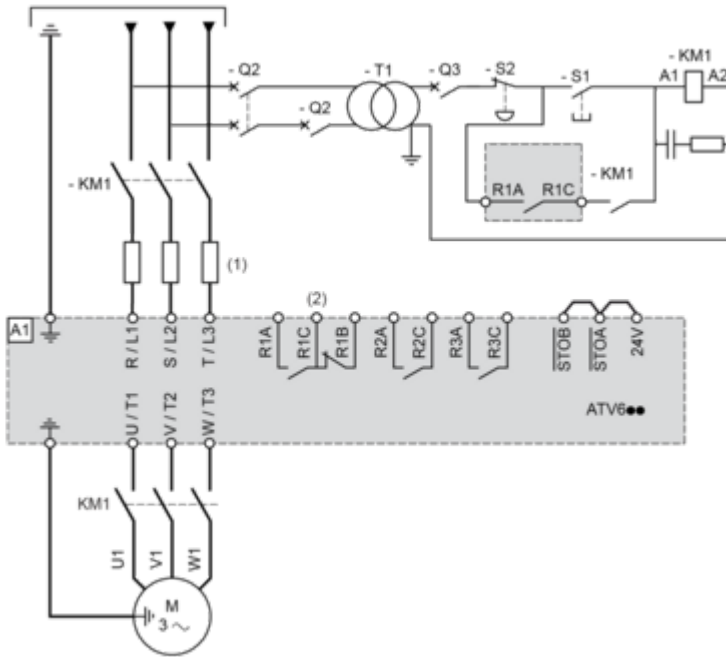 - KM1
- Q2
- T1
- Q3
- S2
- S1
A1
A2
- Q2
- KM1
R1A
R1C
- KM1
(1)
(2)
A1
R / L1
S / L2
T / L3
R1A
R1C
R1B
R2A
R2C
R3A
R3C
STOB
STOA
24V
U / T1
V / T2
W / T3
ATV6●●
KM1
U1
V1
W1
M
3 ~